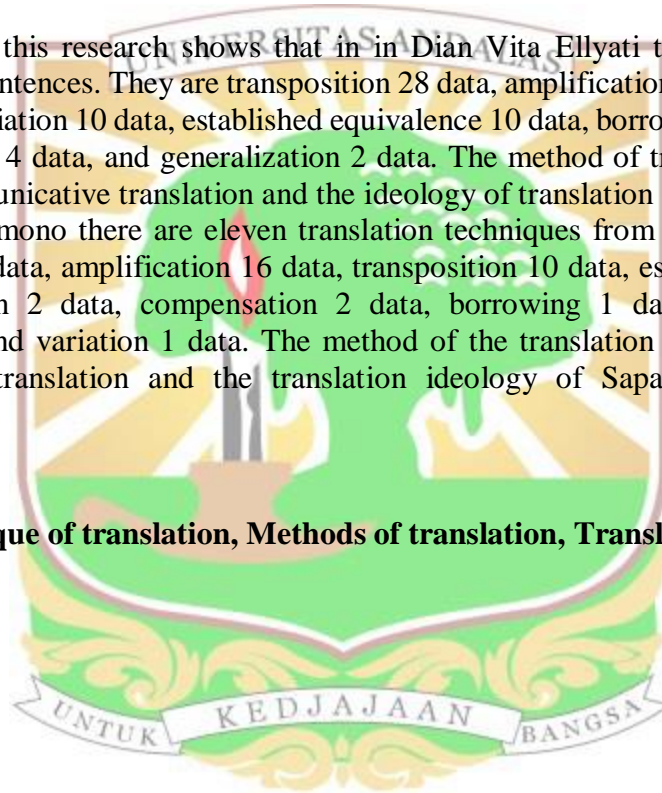 this research shows that in in Dian Vita Ellyati t
UNIVERSITAS ANDALAS
ntences. They are transposition 28 data, amplification
iation 10 data, established equivalence 10 data, borro
4 data, and generalization 2 data. The method of t
unicative translation and the ideology of translation
mono there are eleven translation techniques from
data, amplification 16 data, transposition 10 data, es
n 2 data, compensation 2 data, borrowing 1 da
nd variation 1 data. The method of the translation
translation and the translation ideology of Sapa
que of translation, Methods of translation, Transl
UNTUK KEDJAJAAN BANGSA